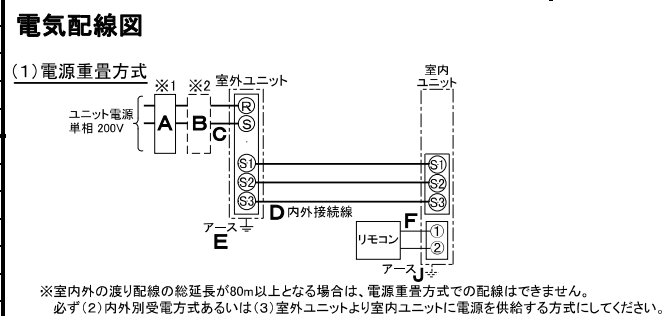 電気配線図
(1)電源重畳方式
※1 ※2 室外ユニット
室内
ユニット
ユニット電源
単相 200V
A B C
R
S
S1 S1
S2 S2
S3 S3
D 内外接続線
アース
E
F
リモコン
①
②
アース J
※室内外の渡り配線の総延長が80m以上となる場合は、電源重畳方式での配線はできません。
必ず(2)内外別受電方式あるいは(3)室外ユニットより室内ユニットに電源を供給する方式にしてください。